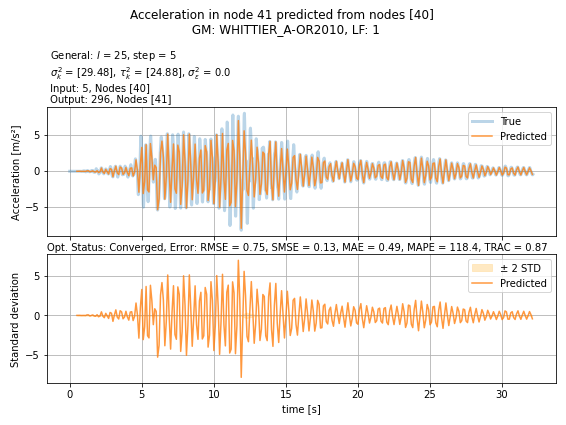 Acceleration in node 41 predicted from nodes [40]
GM: WHITTIER_A-OR2010, LF: 1
General: l = 25, step = 5
σ²ₖ = [29.48], τ²ₖ = [24.88], σ²ε = 0.0
Input: 5, Nodes [40]
Output: 296, Nodes [41]
Acceleration [m/s²]
5
0
−5
True
Predicted
Opt. Status: Converged, Error: RMSE = 0.75, SMSE = 0.13, MAE = 0.49, MAPE = 118.4, TRAC = 0.87
Standard deviation
5
0
−5
± 2 STD
Predicted
0 5 10 15 20 25 30
time [s]